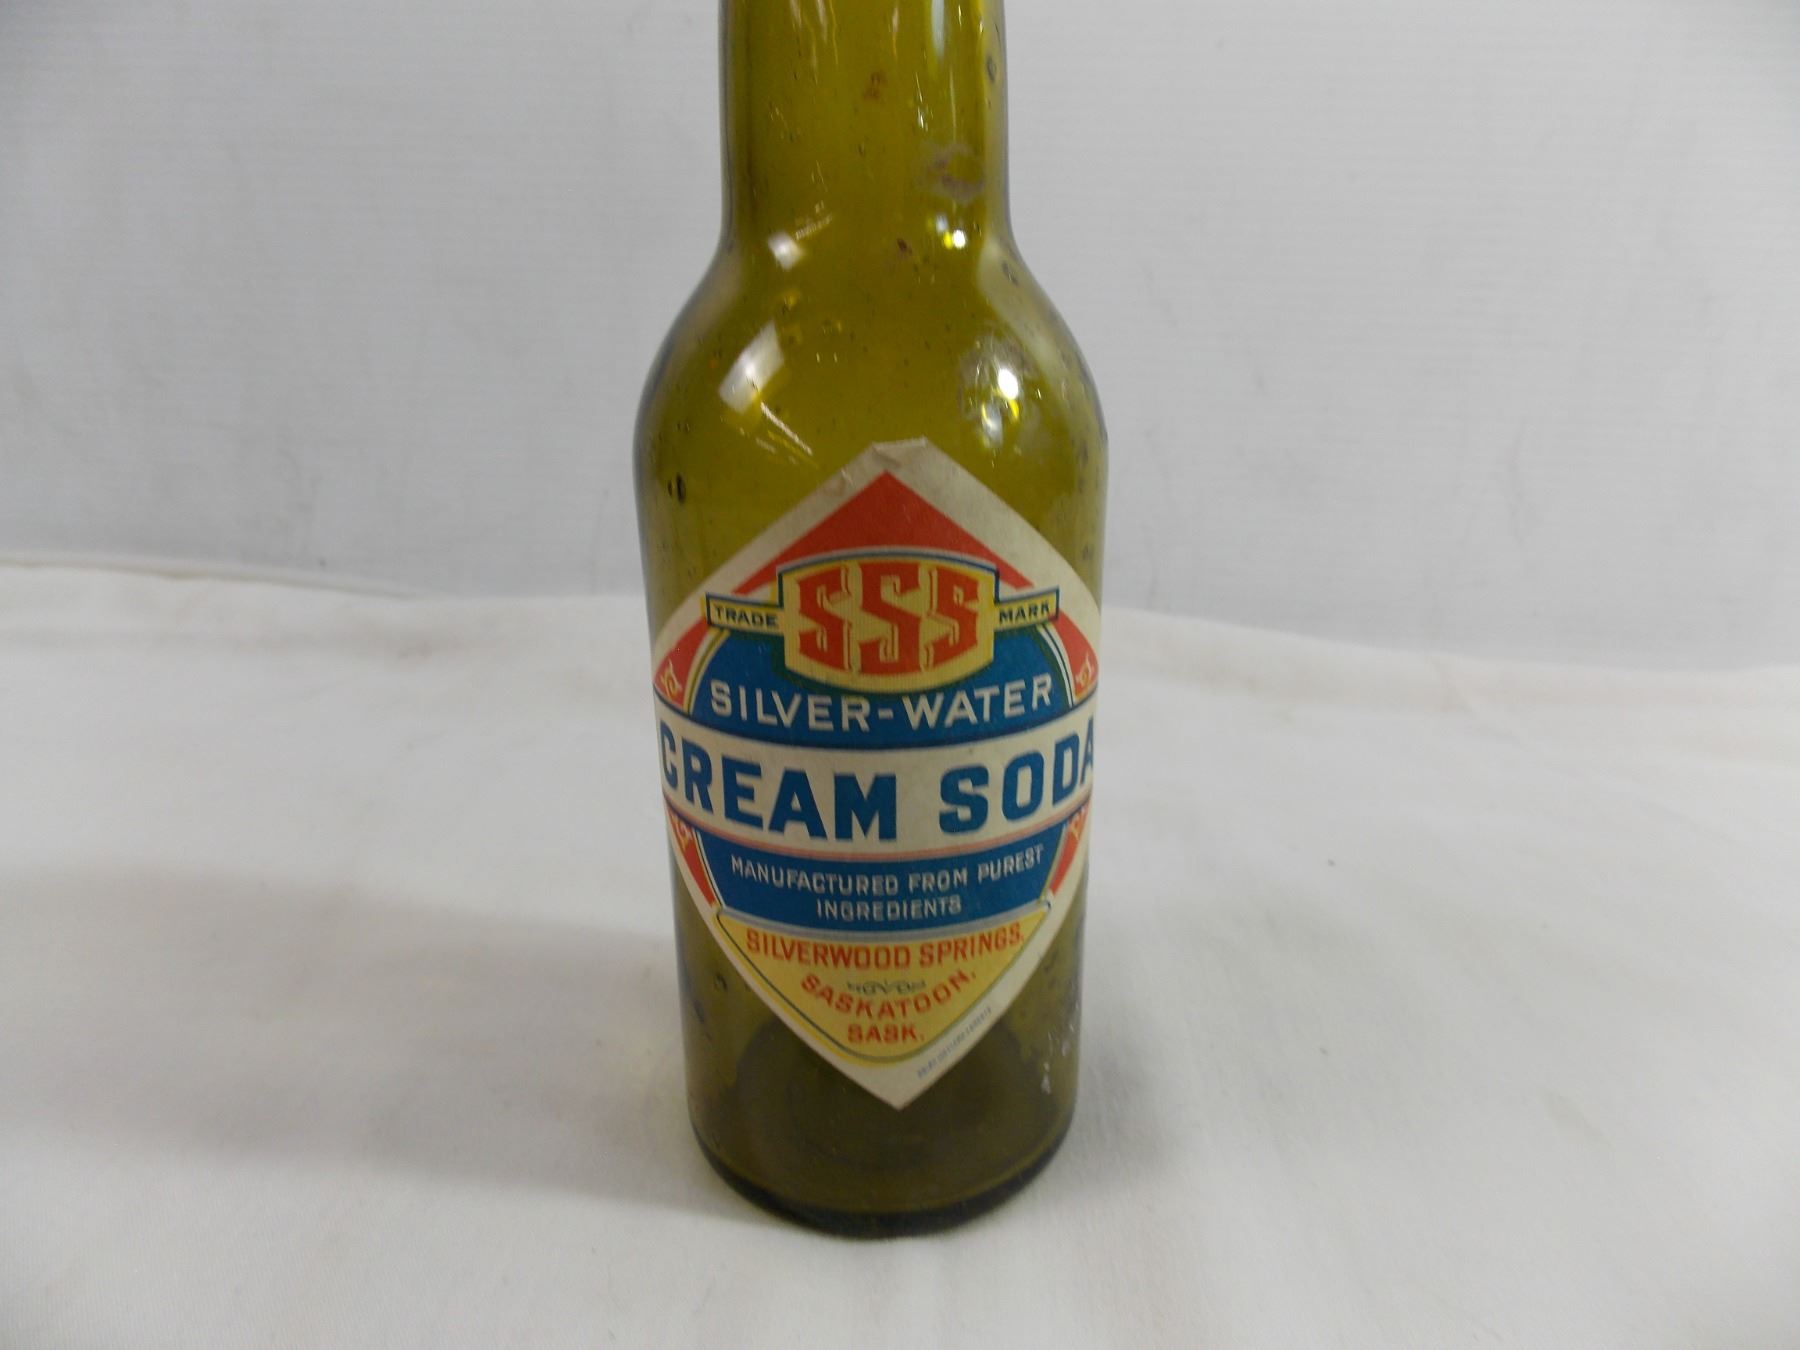 TRADE SSS MARK
SILVER-WATER
CREAM SODA
MANUFACTURED FROM PUREST
INGREDIENTS
SILVERWOOD SPRINGS,
SASKATOON,
SASK.